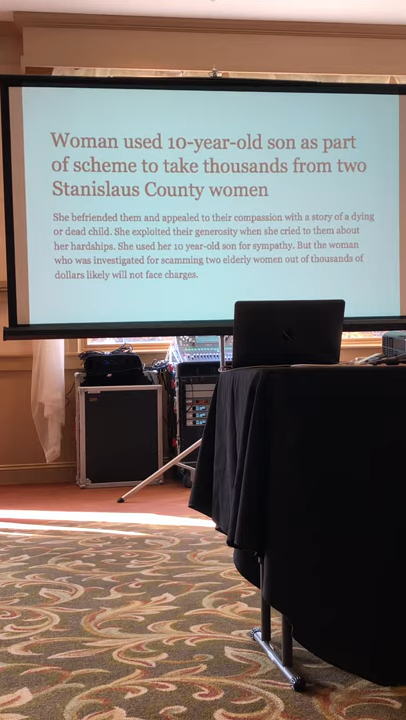 Woman used 10-year-old son as part
of scheme to take thousands from two
Stanislaus County women
She befriended them and appealed to their compassion with a story of a dying
or dead child. She exploited their generosity when she cried to them about
her hardships. She used her 10 year-old son for sympathy. But the woman
who was investigated for scamming two elderly women out of thousands of
dollars likely will not face charges.